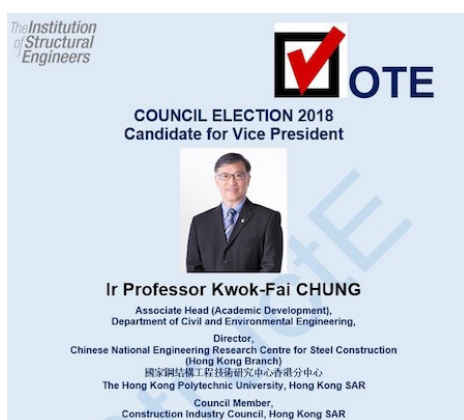 The Institution
of Structural
Engineers
VOTE
COUNCIL ELECTION 2018
Candidate for Vice President
Ir Professor Kwok-Fai CHUNG
Associate Head (Academic Development),
Department of Civil and Environmental Engineering,
Director,
Chinese National Engineering Research Centre for Steel Construction
(Hong Kong Branch)
國家鋼結構工程技術研究中心香港分中心
The Hong Kong Polytechnic University, Hong Kong SAR
Council Member,
Construction Industry Council, Hong Kong SAR